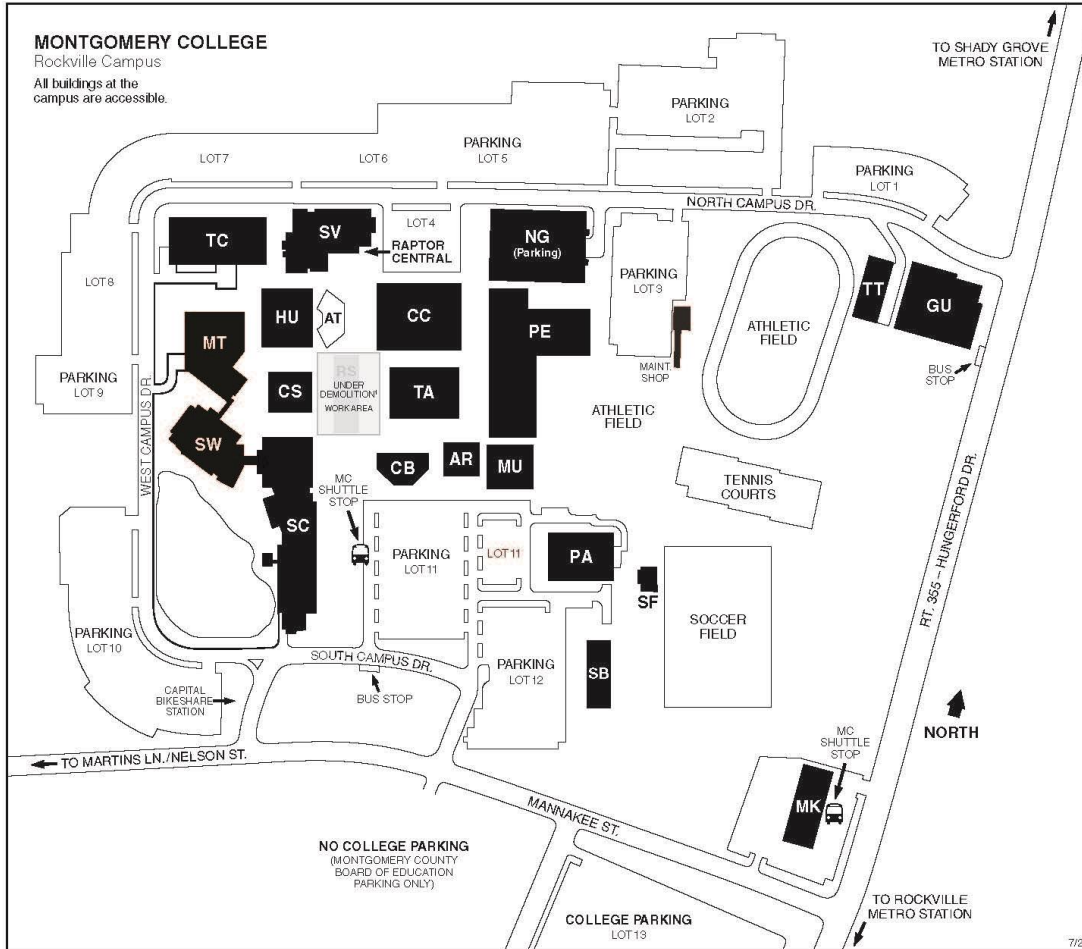 MONTGOMERY COLLEGE
Rockville Campus
All buildings at the
campus are accessible.
TO SHADY GROVE
METRO STATION
PARKING
LOT 2
PARKING
LOT 5
LOT 7
LOT 6
PARKING
LOT 1
NORTH CAMPUS DR.
TC
SV
LOT 4
RAPTOR
CENTRAL
NG
(Parking)
PARKING
LOT 3
LOT 8
HU
AT
CC
PE
TT
GU
MT
ATHLETIC
FIELD
MAINT.
SHOP
BUS
STOP
PARKING
LOT 9
CS
RS
UNDER
DEMOLITION/
WORK AREA
TA
ATHLETIC
FIELD
WEST CAMPUS DR.
SW
CB
AR
MU
TENNIS
COURTS
MC
SHUTTLE
STOP
SC
PARKING
LOT 11
LOT 11
PA
SF
RT. 355 – HUNGERFORD DR.
SOCCER
FIELD
PARKING
LOT 10
SOUTH CAMPUS DR.
PARKING
LOT 12
SB
CAPITAL
BIKESHARE
STATION
BUS STOP
NORTH
MC
SHUTTLE
STOP
TO MARTINS LN./NELSON ST.
MK
MANNAKEE ST.
NO COLLEGE PARKING
(MONTGOMERY COUNTY
BOARD OF EDUCATION
PARKING ONLY)
TO ROCKVILLE
METRO STATION
COLLEGE PARKING
LOT 13